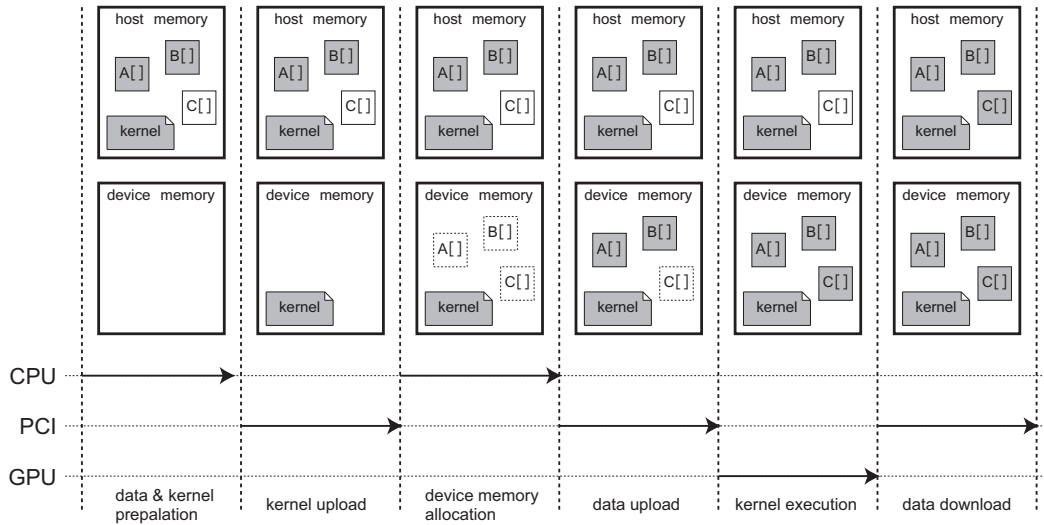 host memory
host memory
host memory
host memory
host memory
host memory
A[]
B[]
C[]
kernel
A[]
B[]
C[]
kernel
A[]
B[]
C[]
kernel
A[]
B[]
C[]
kernel
A[]
B[]
C[]
kernel
A[]
B[]
C[]
kernel
device memory
device memory
device memory
device memory
device memory
device memory
kernel
A[]
B[]
C[]
kernel
A[]
B[]
C[]
kernel
A[]
B[]
C[]
kernel
A[]
B[]
C[]
kernel
CPU
PCI
GPU
data & kernel
prepalation
kernel upload
device memory
allocation
data upload
kernel execution
data download